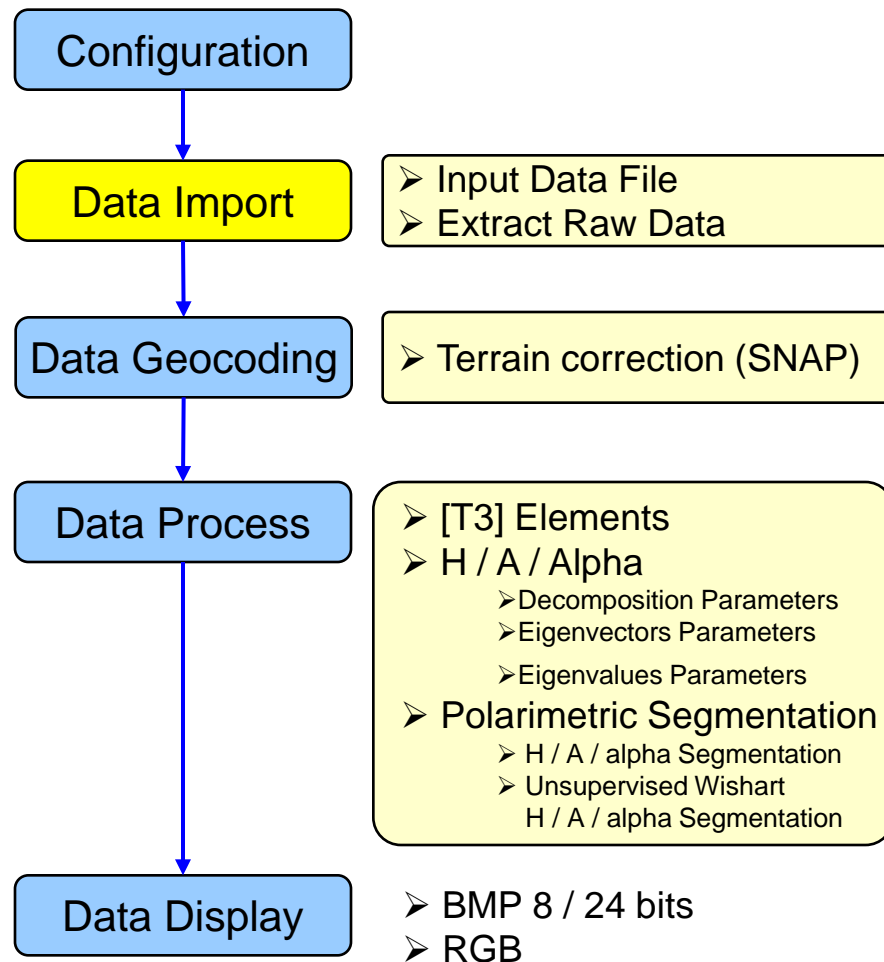 Configuration
Data Import
➢ Input Data File
➢ Extract Raw Data
Data Geocoding
➢ Terrain correction (SNAP)
Data Process
➢ [T3] Elements
➢ H / A / Alpha
➢Decomposition Parameters
➢Eigenvectors Parameters
➢Eigenvalues Parameters
➢ Polarimetric Segmentation
➢ H / A / alpha Segmentation
➢ Unsupervised Wishart
H / A / alpha Segmentation
Data Display
➢ BMP 8 / 24 bits
➢ RGB